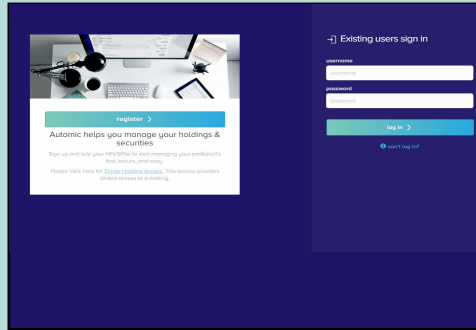 register >
Automic helps you manage your holdings &
securities
Sign up and add your HIN/SRNs to start managing your portfolio it's
fast, secure, and easy.
Please click here for Single Holding Access. This service provides
limited access to a holding.
Existing users sign in
username
username
password
password
log in >
can't log in?